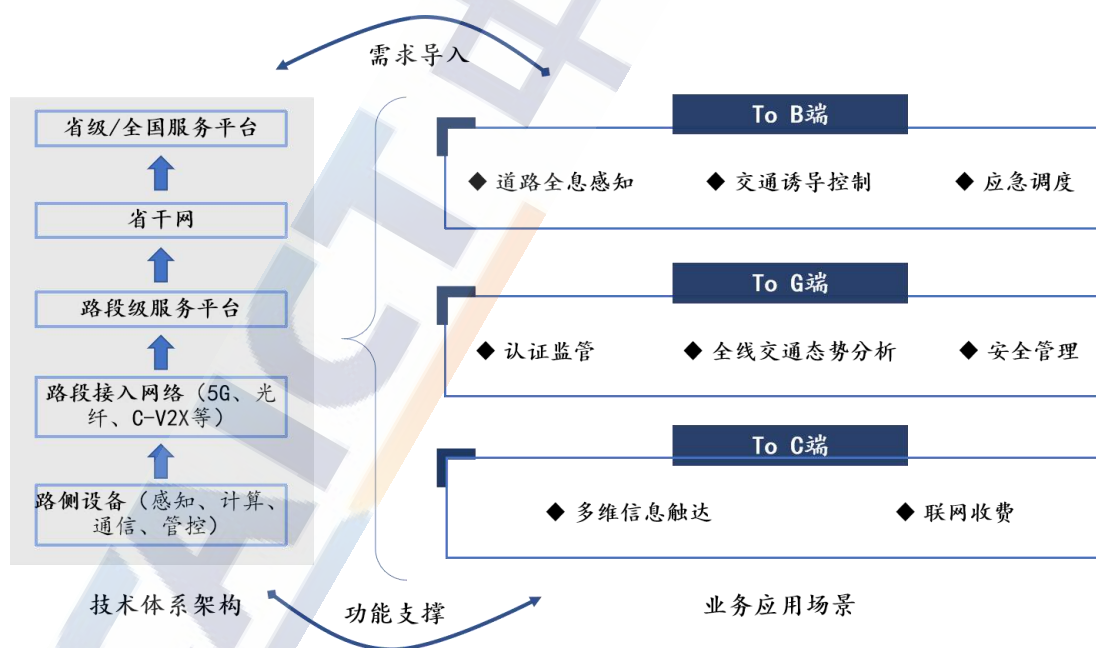 需求导入
省级/全国服务平台
省干网
路段级服务平台
路段接入网络（5G、光
纤、C-V2X等）
路侧设备（感知、计算、
通信、管控）
技术体系架构
功能支撑
To B端
◆ 道路全息感知
◆ 交通诱导控制
◆ 应急调度
To G端
◆ 认证监管
◆ 全线交通态势分析
◆ 安全管理
To C端
◆ 多维信息触达
◆ 联网收费
业务应用场景
CAICT